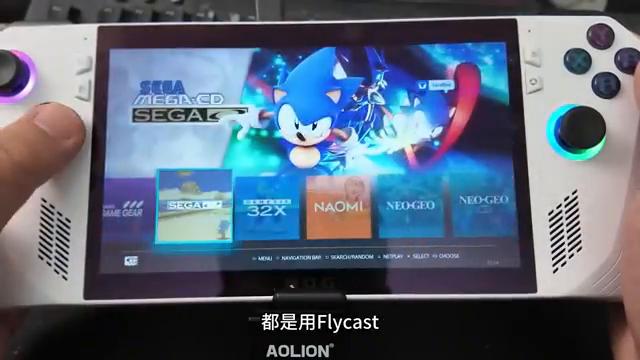 SEGA
MEGA-CD
SEGA
GAME GEAR
SEGA
GENESIS
32X
NAOMI
NEO·GEO
NEO·GEO
MENU
NAVIGATION BAR
SEARCH/RANDOM
NETPLAY
SELECT
CHOOSE
都是用Flycast
AOLION